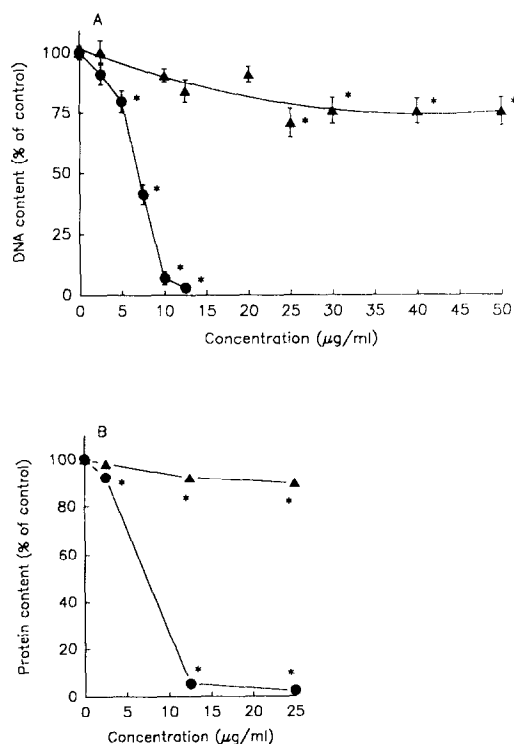 A
DNA content (% of control)
100
75
50
25
0
* * * * * * * *
0 5 10 15 20 25 30 35 40 45 50
Concentration (μg/ml)
B
Protein content (% of control)
100
80
60
40
20
0
* * * * *
0 5 10 15 20 25
Concentration (μg/ml)